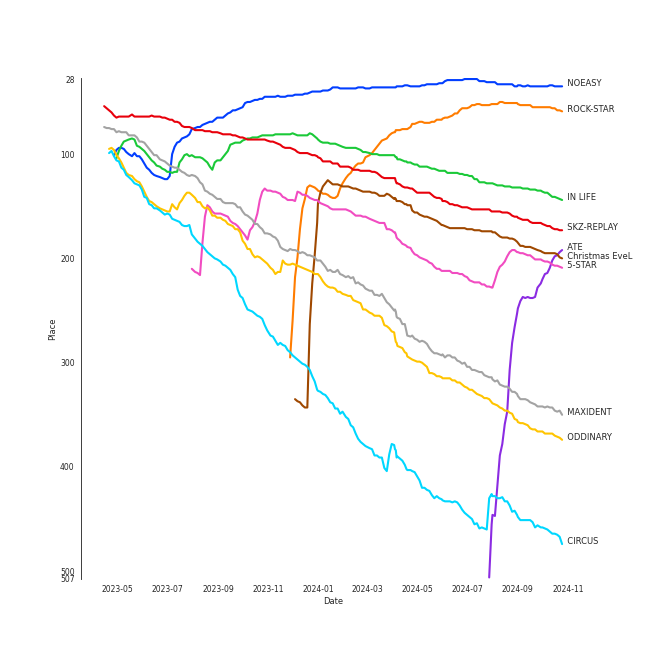 28
100
200
300
400
500
507
Place
2023-05
2023-07
2023-09
2023-11
2024-01
2024-03
2024-05
2024-07
2024-09
2024-11
Date
NOEASY
ROCK-STAR
IN LIFE
SKZ-REPLAY
ATE
Christmas EveL
5-STAR
MAXIDENT
ODDINARY
CIRCUS